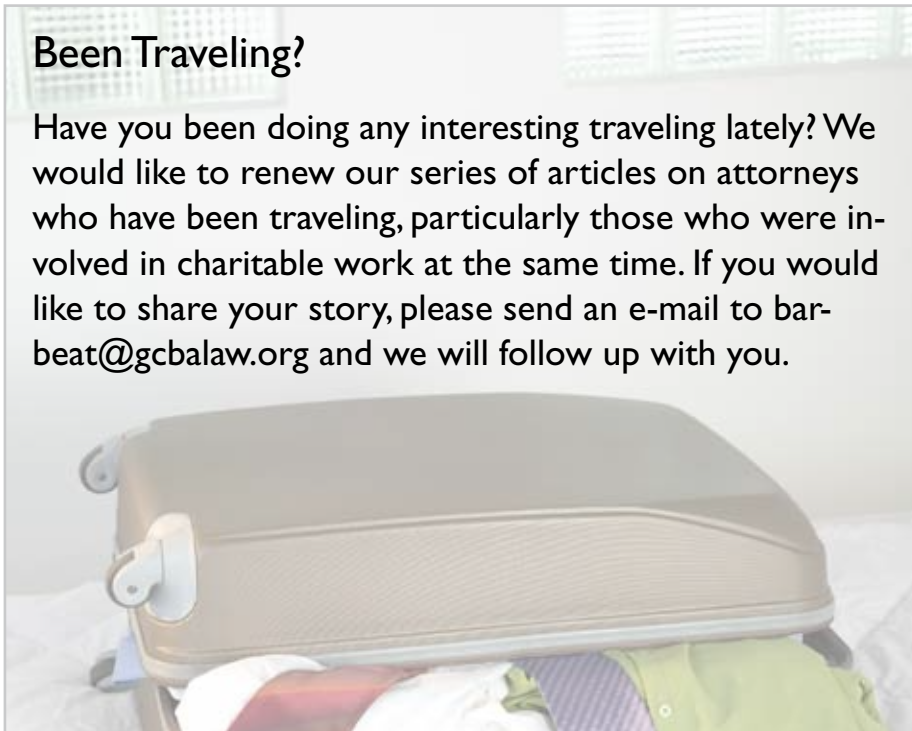 Been Traveling?
Have you been doing any interesting traveling lately? We
would like to renew our series of articles on attorneys
who have been traveling, particularly those who were in-
volved in charitable work at the same time. If you would
like to share your story, please send an e-mail to bar-
beat@gcbalaw.org and we will follow up with you.